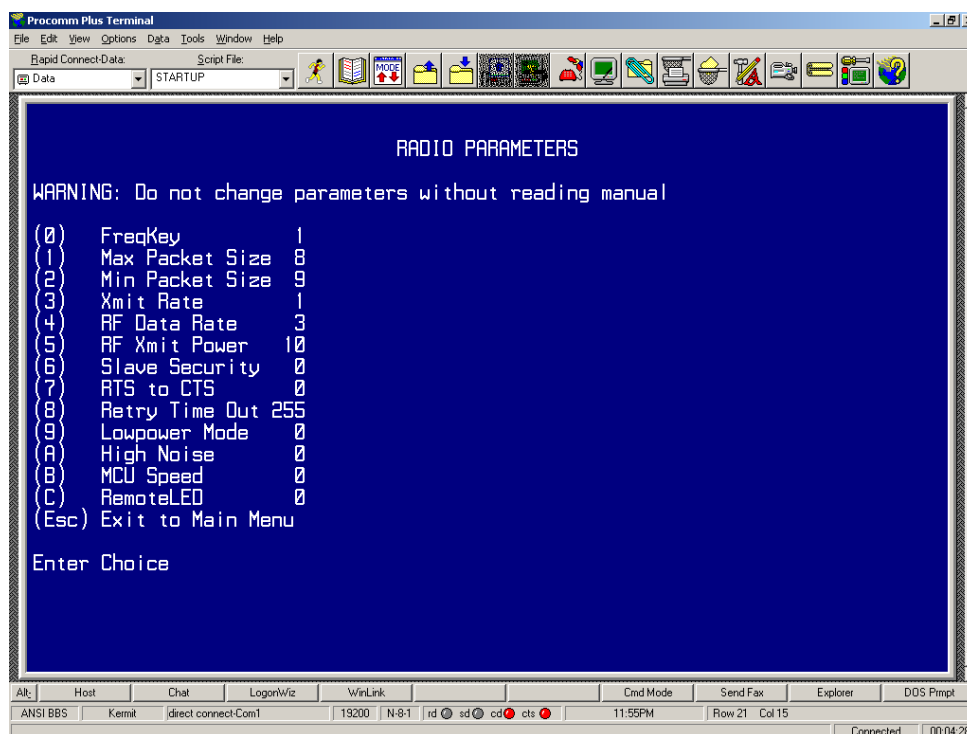 Procomm Plus Terminal
File Edit View Options Data Tools Window Help
Rapid Connect-Data: Script File:
Data STARTUP
MODE
RADIO PARAMETERS
WARNING: Do not change parameters without reading manual
(0) FreqKey 1
(1) Max Packet Size 8
(2) Min Packet Size 9
(3) Xmit Rate 1
(4) RF Data Rate 3
(5) RF Xmit Power 10
(6) Slave Security 0
(7) RTS to CTS 0
(8) Retry Time Out 255
(9) Lowpower Mode 0
(A) High Noise 0
(B) MCU Speed 0
(C) RemoteLED 0
(Esc) Exit to Main Menu
Enter Choice
Alt: Host Chat LogonWiz WinLink Cmd Mode Send Fax Explorer DOS Prmpt
ANSI BBS Kermit direct connect-Com1 19200 N-8-1 rd sd cd cts 11:55PM Row 21 Col 15
Connected 00:04:28